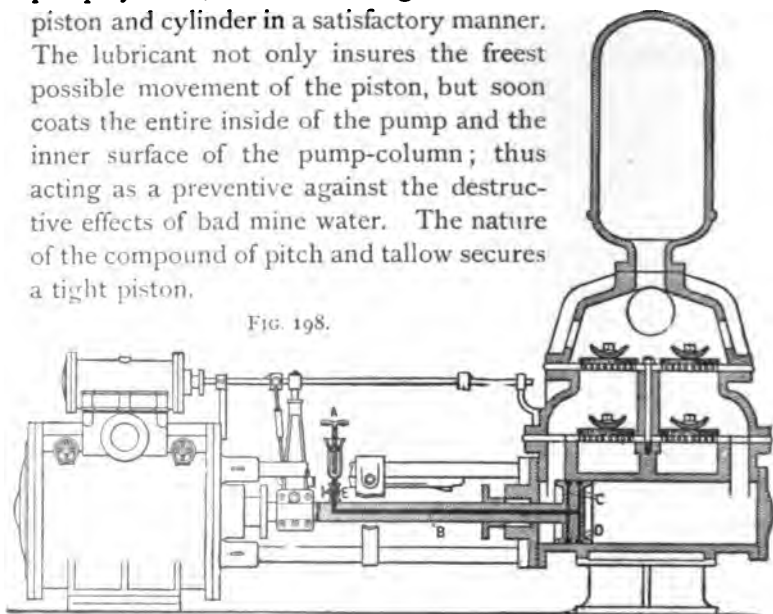 piston and cylinder in a satisfactory manner.
The lubricant not only insures the freest
possible movement of the piston, but soon
coats the entire inside of the pump and the
inner surface of the pump-column; thus
acting as a preventive against the destruc-
tive effects of bad mine water. The nature
of the compound of pitch and tallow secures
a tight piston.
FIG. 198.
A
E
B
C
D